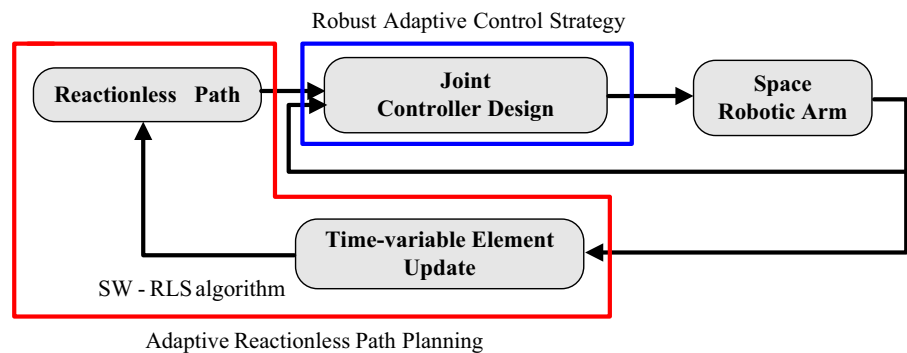 Robust Adaptive Control Strategy
Reactionless Path
Joint
Controller Design
Space
Robotic Arm
Time-variable Element
Update
SW - RLS algorithm
Adaptive Reactionless Path Planning